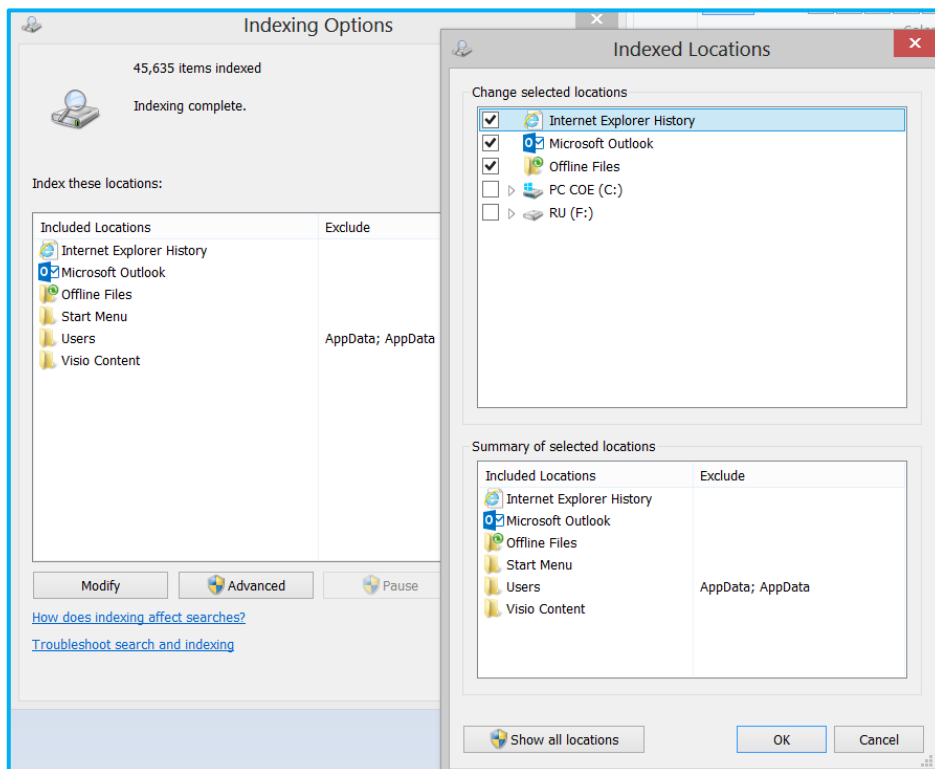 Indexing Options
45,635 items indexed
Indexing complete.
Index these locations:
Included Locations Exclude
Internet Explorer History
Microsoft Outlook
Offline Files
Start Menu
Users AppData; AppData
Visio Content
Modify Advanced Pause
How does indexing affect searches?
Troubleshoot search and indexing
Indexed Locations
Change selected locations
Internet Explorer History
Microsoft Outlook
Offline Files
PC COE (C:)
RU (F:)
Summary of selected locations
Included Locations Exclude
Internet Explorer History
Microsoft Outlook
Offline Files
Start Menu
Users AppData; AppData
Visio Content
Show all locations OK Cancel